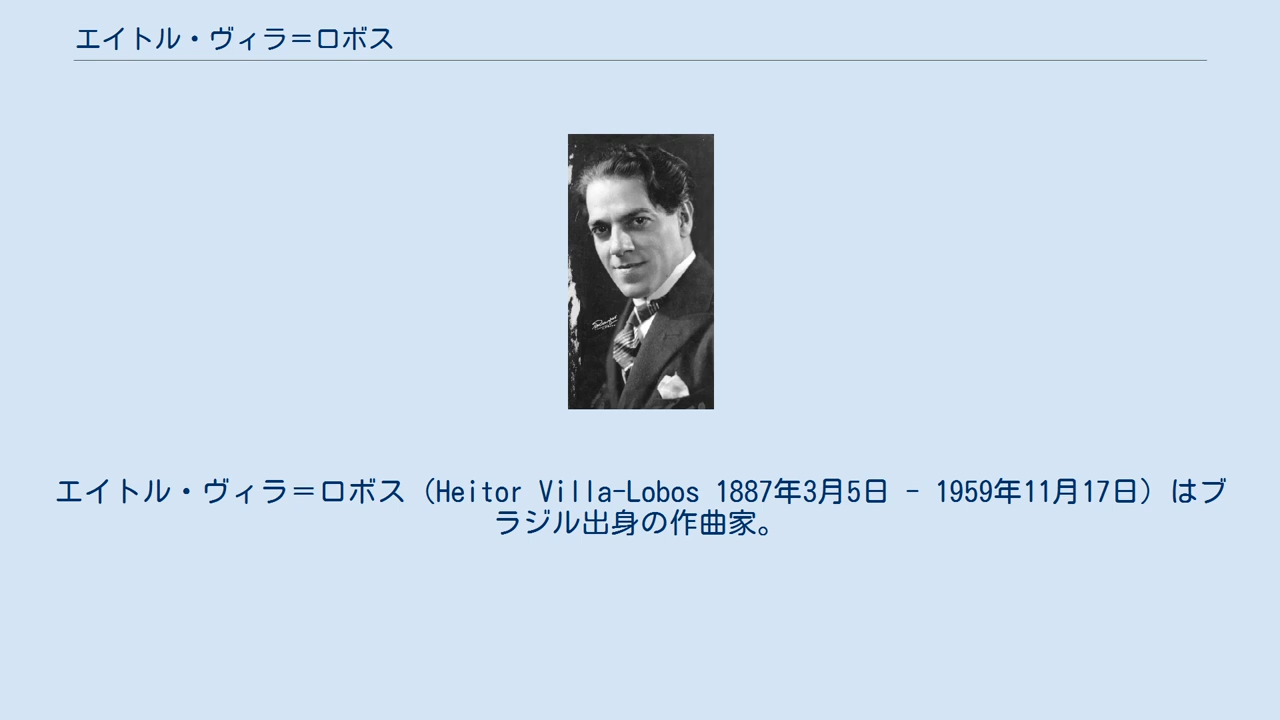 エイトル・ヴィラ＝ロボス
エイトル・ヴィラ＝ロボス（Heitor Villa-Lobos 1887年3月5日 - 1959年11月17日）はブ
ラジル出身の作曲家。